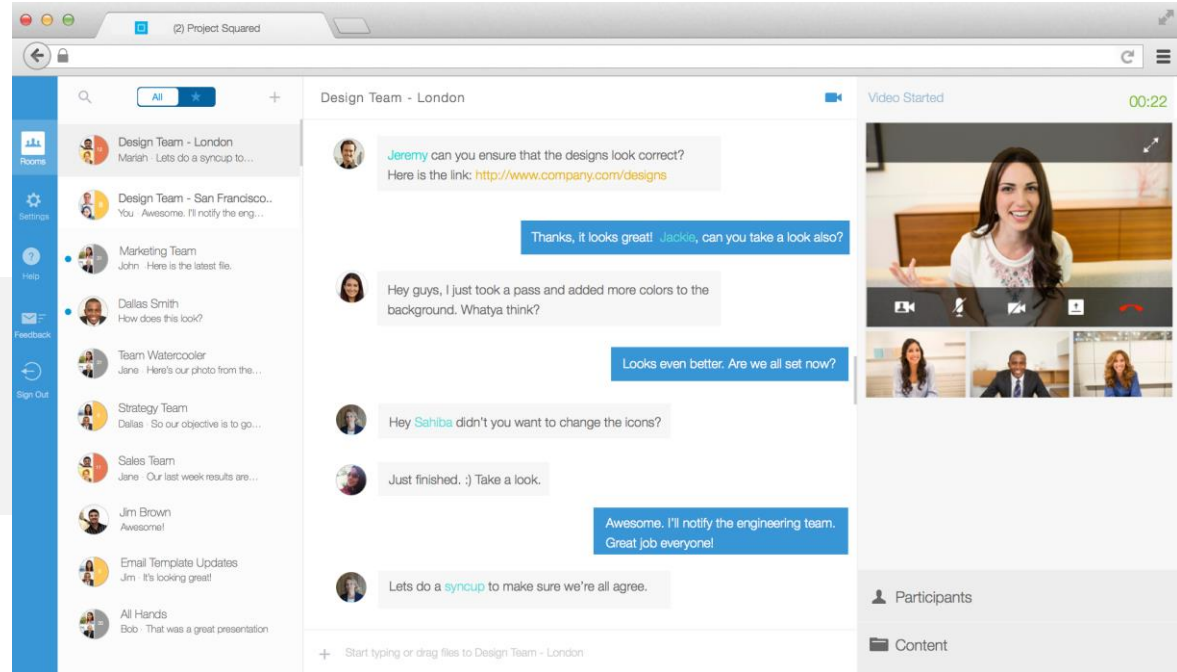 (2) Project Squared
All
Rooms
Settings
Help
Feedback
Sign Out
Design Team - London
Mariah · Lets do a syncup to...
Design Team - San Francisco..
You · Awesome. I'll notify the eng...
Marketing Team
John · Here is the latest file.
Dallas Smith
How does this look?
Team Watercooler
Jane · Here's our photo from the...
Strategy Team
Dallas · So our objective is to go...
Sales Team
Jane · Our last week results are...
Jim Brown
Awesome!
Email Template Updates
Jim · It's looking great!
All Hands
Bob · That was a great presentation
Design Team - London
Jeremy can you ensure that the designs look correct?
Here is the link: http://www.company.com/designs
Thanks, it looks great! Jackie, can you take a look also?
Hey guys, I just took a pass and added more colors to the
background. Whatya think?
Looks even better. Are we all set now?
Hey Sahiba didn't you want to change the icons?
Just finished. :) Take a look.
Awesome. I'll notify the engineering team.
Great job everyone!
Lets do a syncup to make sure we're all agree.
Start typing or drag files to Design Team - London
Video Started
00:22
Participants
Content